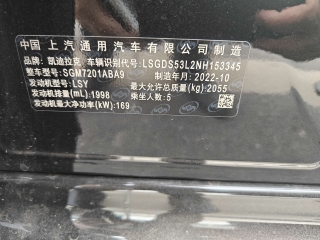 中国 上汽通用汽车有限公司制造
品牌: 凯迪拉克 车辆识别代号: LSGDS53L2NH153345
整车型号: SGM7201ABA9 制造年月: 2022-10
发动机型号: LSY 最大允许总质量(kg): 2055
发动机排量(mL): 1998 乘坐人数: 5
发动机最大净功率(kW): 169